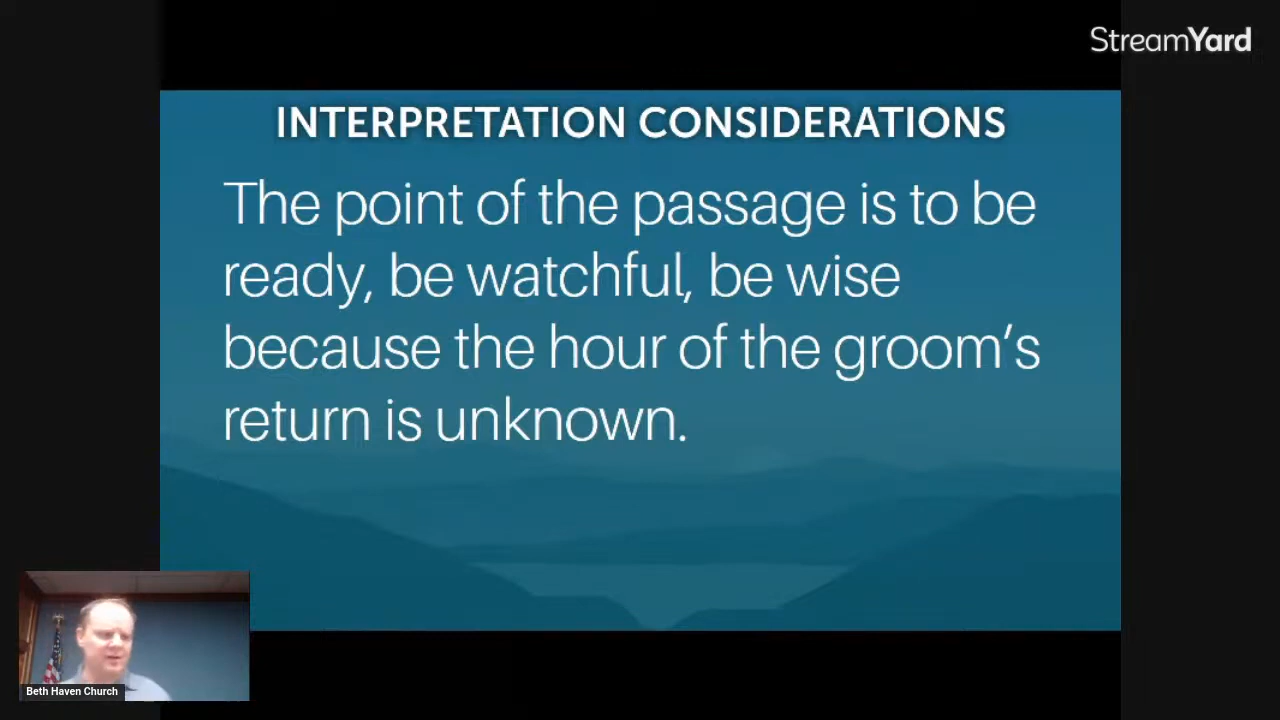 StreamYard
INTERPRETATION CONSIDERATIONS
The point of the passage is to be
ready, be watchful, be wise
because the hour of the groom’s
return is unknown.
Beth Haven Church